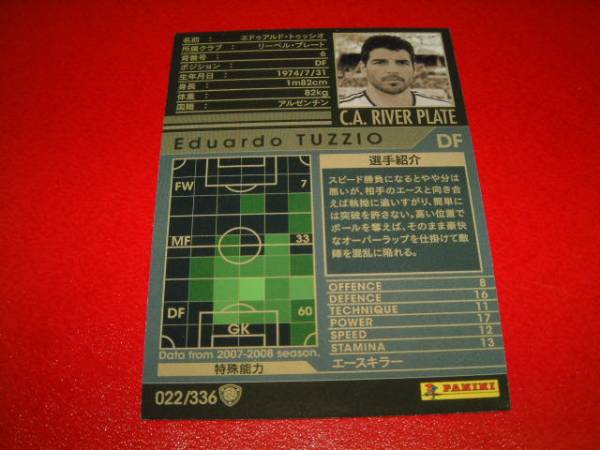 名前 : エドゥアルド・トゥッシオ
所属クラブ : リーベル・プレート
背番号 : 6
ポジション : DF
生年月日 : 1974/7/31
身長 : 1m82cm
体重 : 82kg
国籍 : アルゼンチン
C.A. RIVER PLATE
Eduardo TUZZIO
DF
FW 7
MF 33
DF 60
GK
Data from 2007-2008 season.
選手紹介
スピード勝負になるとやや分は
悪いが、相手のエースと向き合
えば執拗に追いすがり、簡単に
は突破を許さない。高い位置で
ボールを奪えば、そのまま豪快
なオーバーラップを仕掛けて敵
陣を混乱に陥れる。
OFFENCE 8
DEFENCE 16
TECHNIQUE 11
POWER 17
SPEED 12
STAMINA 13
特殊能力
エースキラー
022/336
PANINI